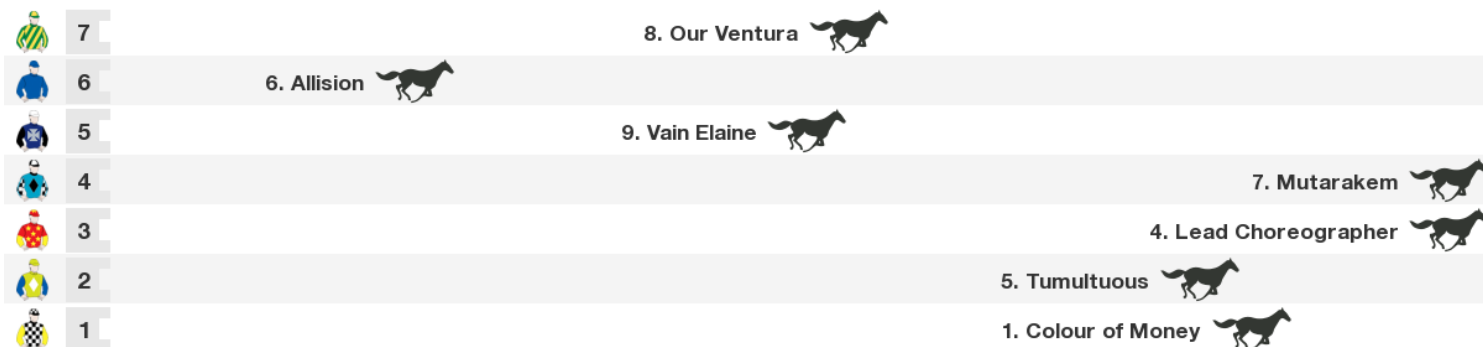 7 8. Our Ventura
6 6. Allision
5 9. Vain Elaine
4 7. Mutarakem
3 4. Lead Choreographer
2 5. Tumultuous
1 1. Colour of Money